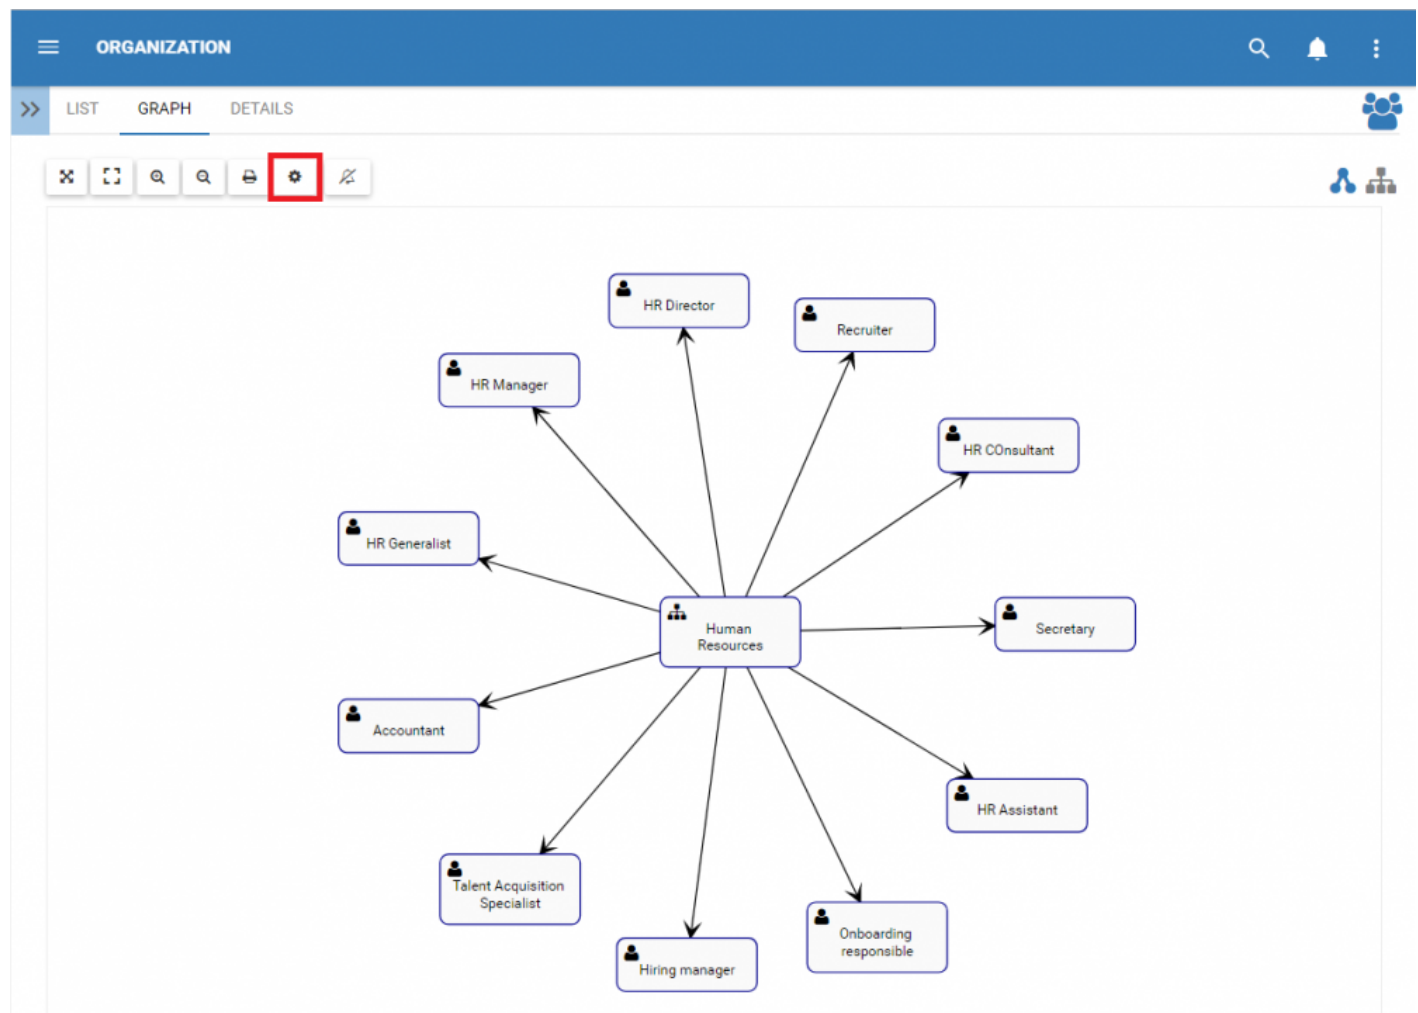 ORGANIZATION
LIST GRAPH DETAILS
HR Director
Recruiter
HR Manager
HR COnsultant
HR Generalist
Human
Resources
Secretary
Accountant
HR Assistant
Talent Acquisition
Specialist
Onboarding
responsible
Hiring manager